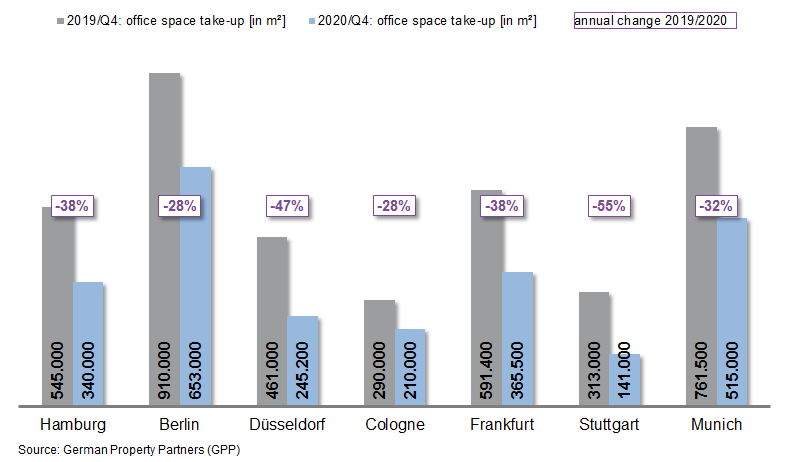 2019/Q4: office space take-up [in m²] 2020/Q4: office space take-up [in m²] annual change 2019/2020
-38% -28% -47% -28% -38% -55% -32%
545.000 340.000 910.000 653.000 461.000 245.200 290.000 210.000 591.400 365.500 313.000 141.000 761.500 515.000
Hamburg Berlin Düsseldorf Cologne Frankfurt Stuttgart Munich
Source: German Property Partners (GPP)